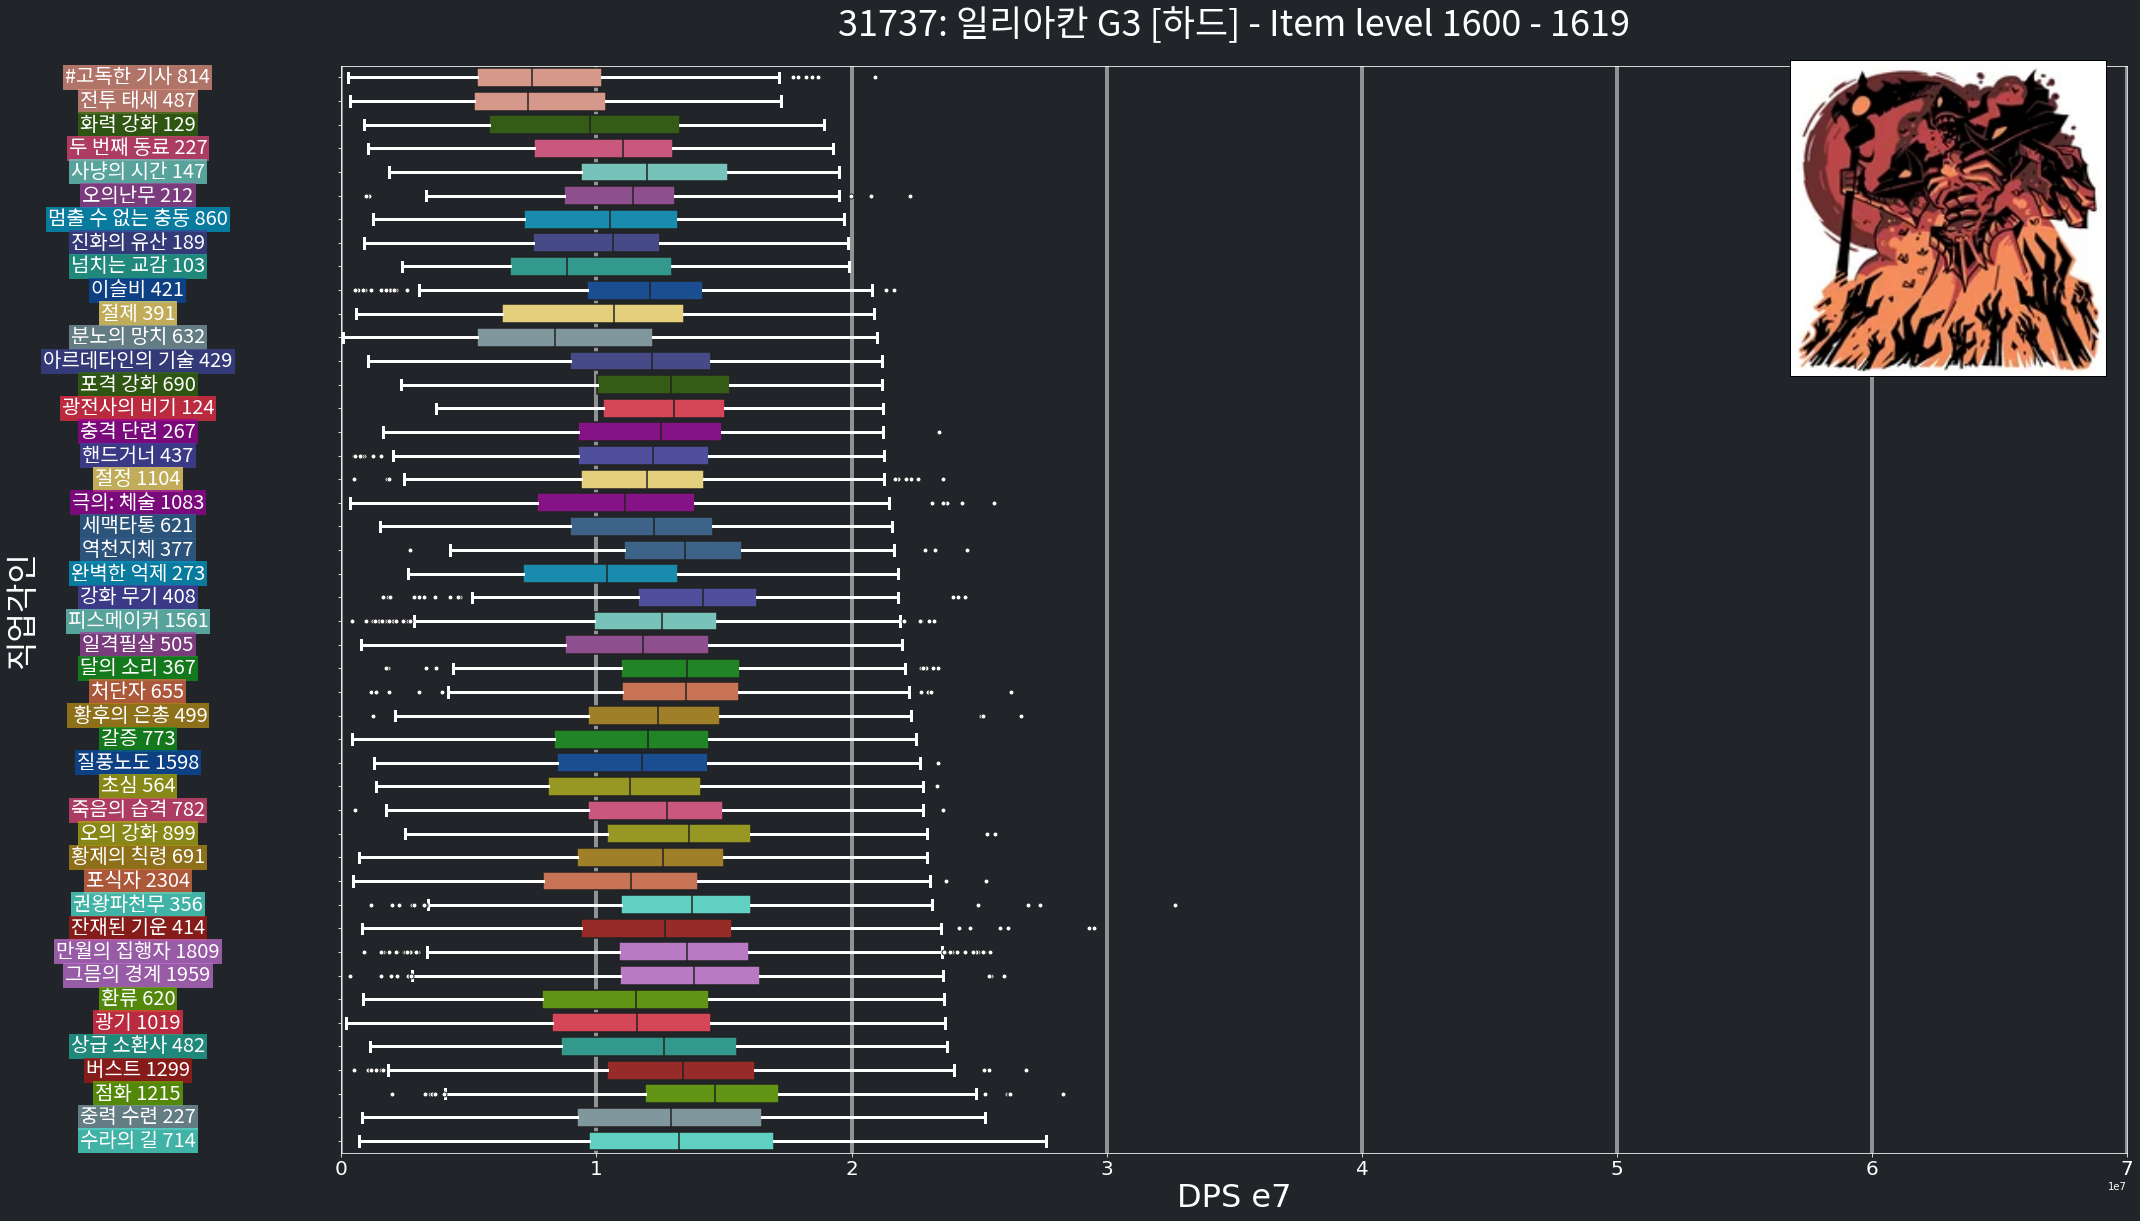 31737: 일리아칸 G3 [하드] - Item level 1600 - 1619
#고독한 기사 814
전투 태세 487
화력 강화 129
두 번째 동료 227
사냥의 시간 147
오의난무 212
멈출 수 없는 충동 860
진화의 유산 189
넘치는 교감 103
이슬비 421
절제 391
분노의 망치 632
아르데타인의 기술 429
포격 강화 690
광전사의 비기 124
충격 단련 267
핸드거너 437
절정 1104
극의: 체술 1083
세맥타통 621
역천지체 377
완벽한 억제 273
강화 무기 408
피스메이커 1561
일격필살 505
달의 소리 367
처단자 655
황후의 은총 499
갈증 773
질풍노도 1598
초심 564
죽음의 습격 782
오의 강화 899
황제의 칙령 691
포식자 2304
권왕파천무 356
잔재된 기운 414
만월의 집행자 1809
그믐의 경계 1959
환류 620
광기 1019
상급 소환사 482
버스트 1299
점화 1215
중력 수련 227
수라의 길 714
직업각인
0 1 2 3 4 5 6 7
1e7
DPS e7